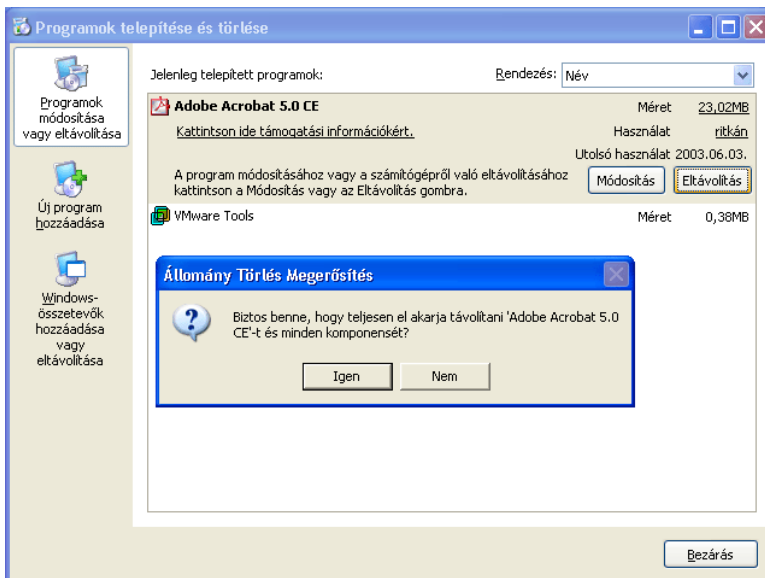 Programok telepítése és törlése
Programok
módosítása
vagy eltávolítása
Új program
hozzáadása
Windows-
összetevők
hozzáadása
vagy
eltávolítása
Jelenleg telepített programok:
Rendezés: Név
Adobe Acrobat 5.0 CE
Méret 23,02MB
Kattintson ide támogatási információkért.
Használat ritkán
Utolsó használat 2003.06.03.
A program módosításához vagy a számítógépről való eltávolításához
kattintson a Módosítás vagy az Eltávolítás gombra.
Módosítás Eltávolítás
VMware Tools
Méret 0,38MB
Állomány Törlés Megerősítés
Biztos benne, hogy teljesen el akarja távolítani 'Adobe Acrobat 5.0
CE'-t és minden komponensét?
Igen Nem
Bezárás